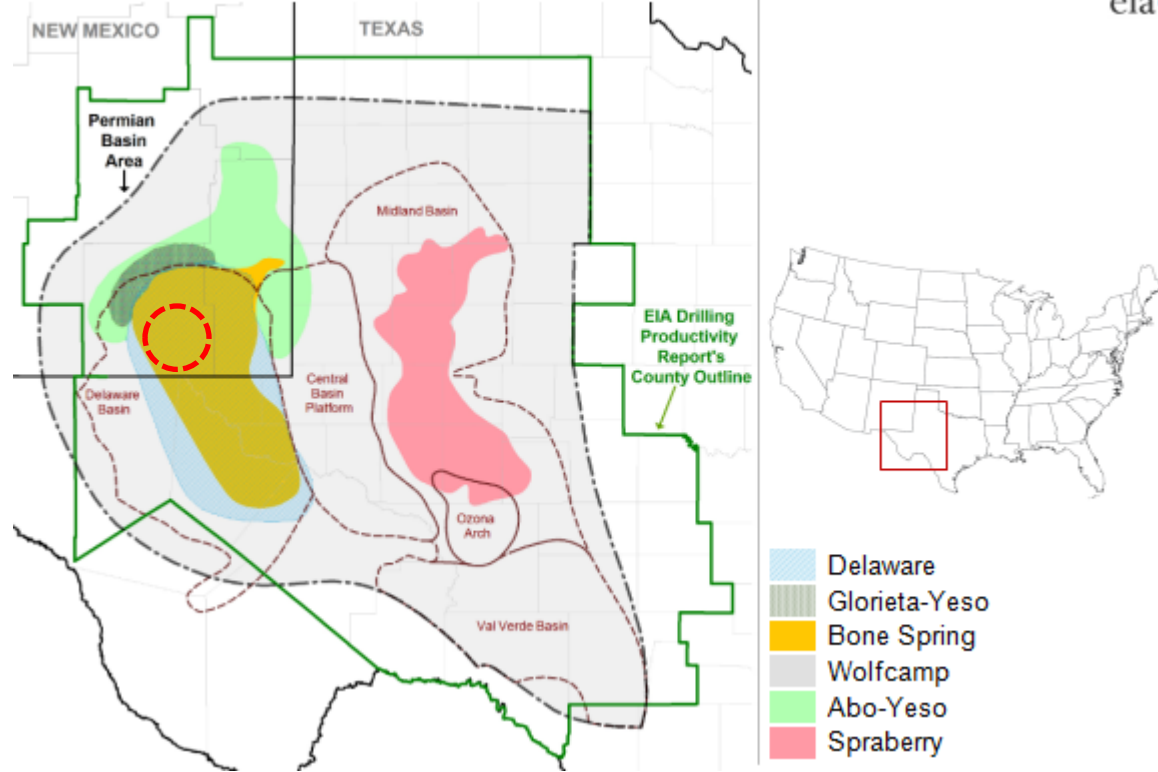 eia
NEW MEXICO
TEXAS
Permian
Basin
Area
Midland Basin
EIA Drilling
Productivity
Report's
County Outline
Delaware
Basin
Central
Basin
Platform
Ozona
Arch
Val Verde Basin
Delaware
Glorieta-Yeso
Bone Spring
Wolfcamp
Abo-Yeso
Spraberry